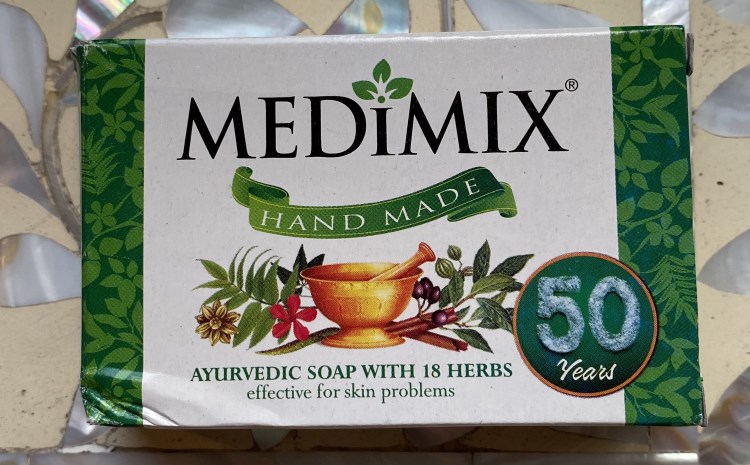 MEDiMIX®
HAND MADE
50
Years
AYURVEDIC SOAP WITH 18 HERBS
effective for skin problems